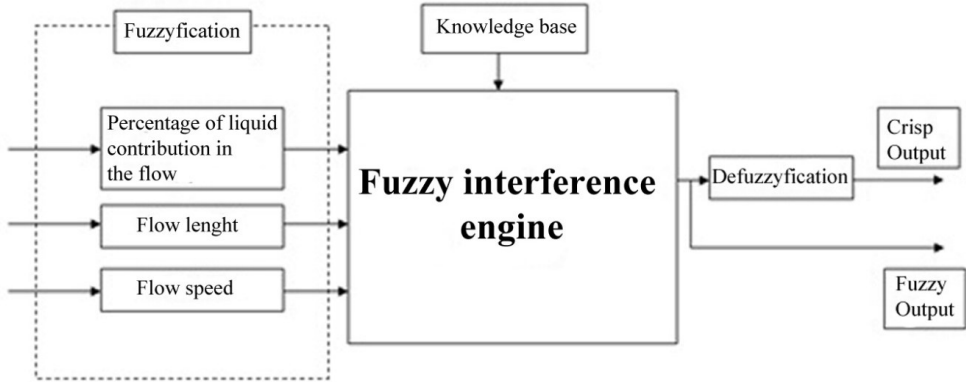 Fuzzyfication
Knowledge base
Percentage of liquid
contribution in
the flow
Flow lenght
Flow speed
Fuzzy interference
engine
Defuzzyfication
Crisp
Output
Fuzzy
Output